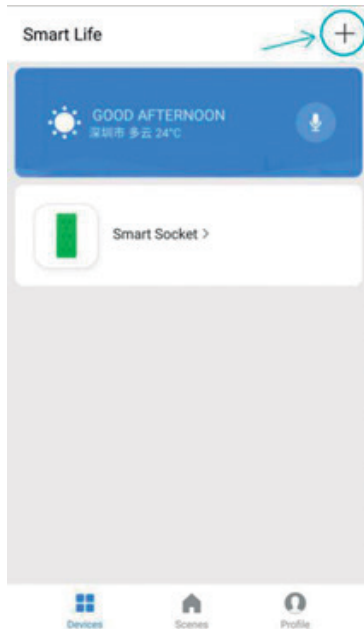 Smart Life
GOOD AFTERNOON
深圳市 多云 24°C
Smart Socket >
Devices
Scenes
Profile